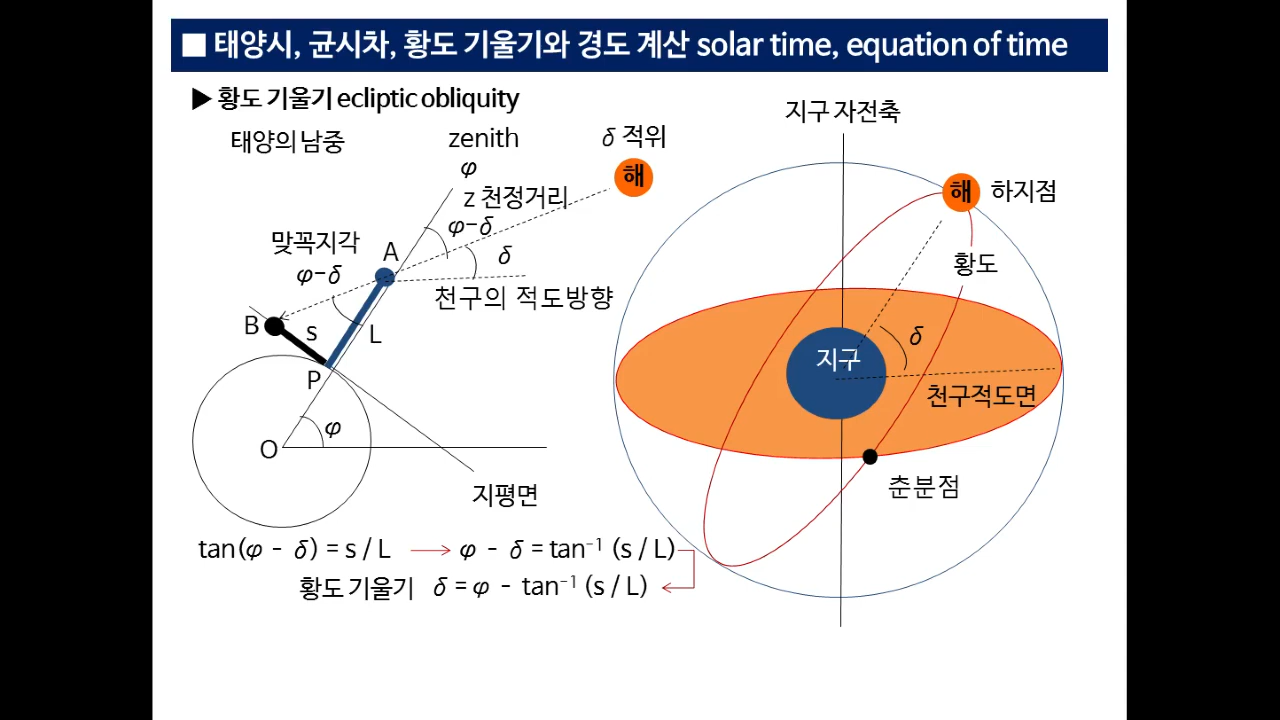 ■ 태양시, 균시차, 황도 기울기와 경도 계산 solar time, equation of time
▶ 황도 기울기 ecliptic obliquity
태양의 남중
zenith
φ
z 천정거리
φ-δ
δ
δ 적위
해
맞꼭지각
φ-δ
A
천구의 적도방향
B
s
L
P
O
φ
지평면
tan(φ - δ) = s / L
φ - δ = tan⁻¹ (s / L)
황도 기울기 δ = φ - tan⁻¹ (s / L)
지구 자전축
해
하지점
황도
δ
지구
천구적도면
춘분점